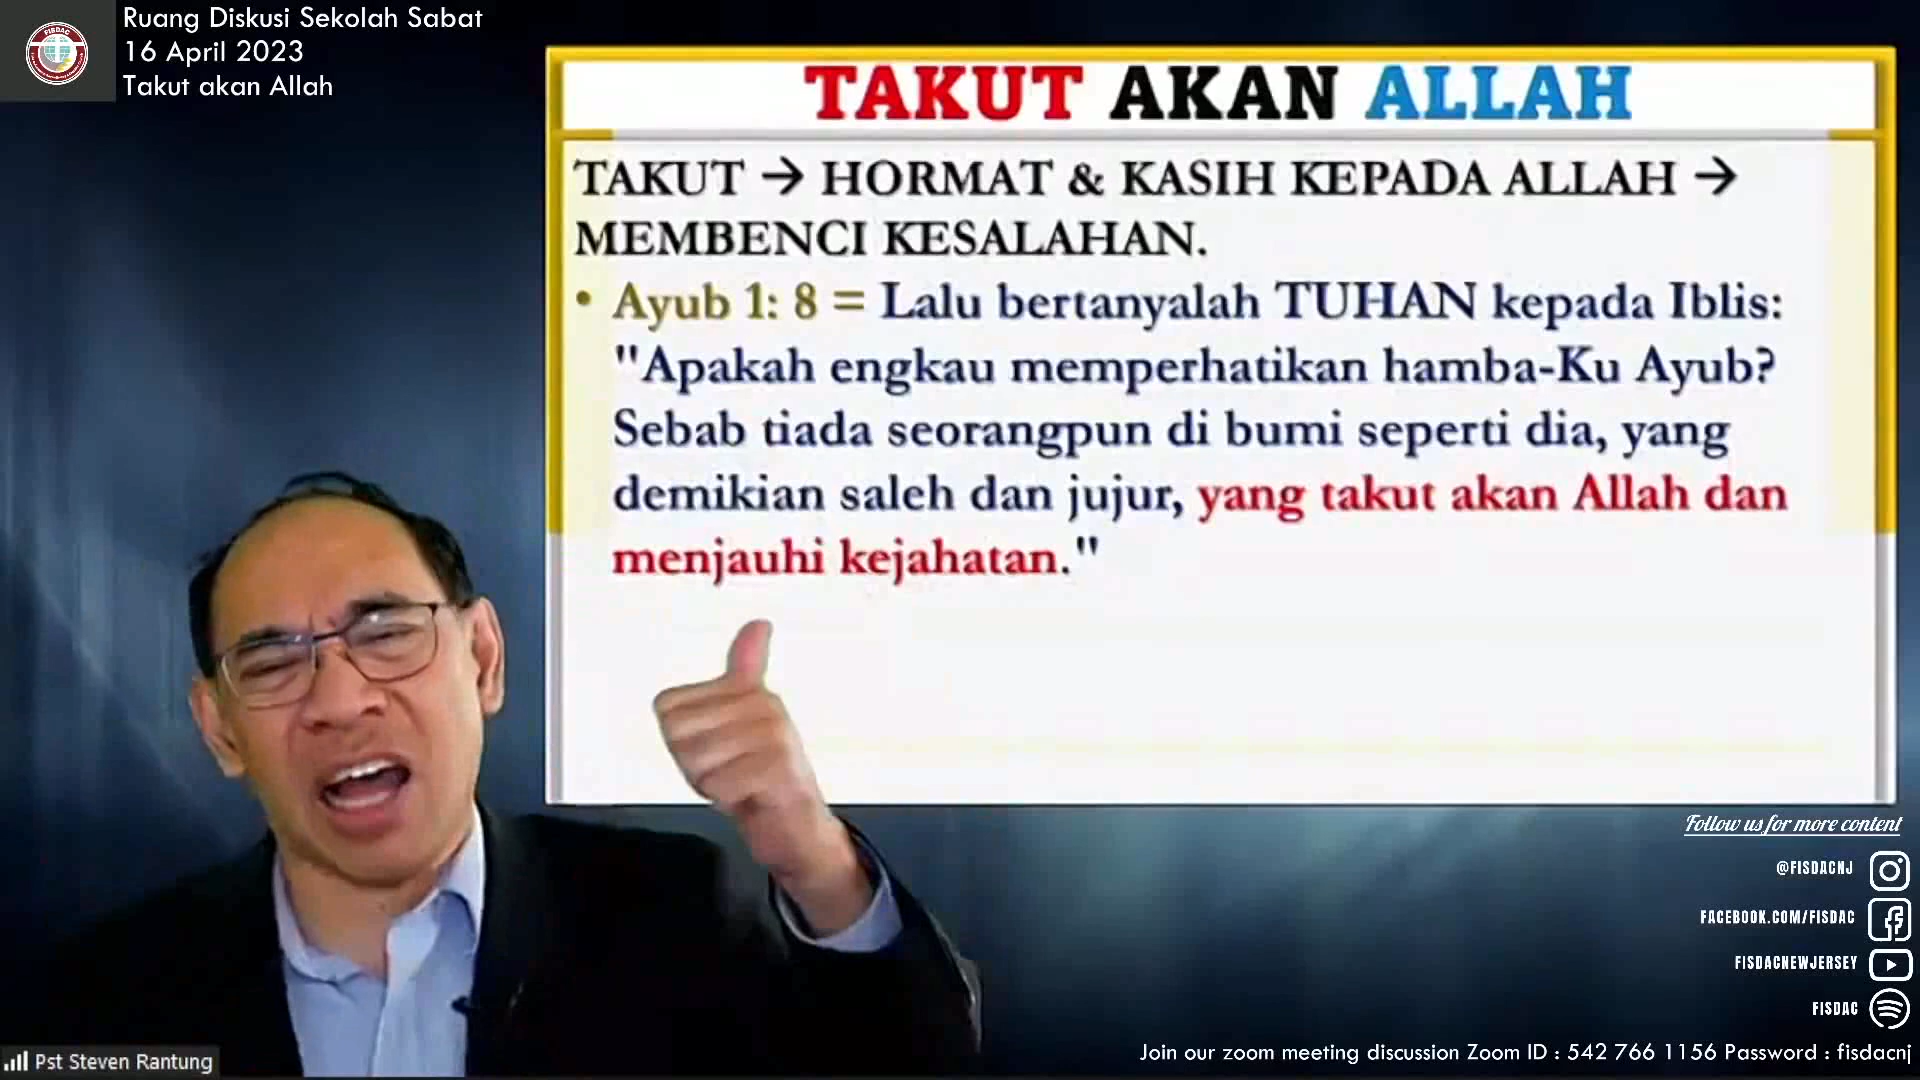 Ruang Diskusi Sekolah Sabat
16 April 2023
Takut akan Allah
FISDAC
TAKUT AKAN ALLAH
TAKUT → HORMAT & KASIH KEPADA ALLAH →
MEMBENCI KESALAHAN.
• Ayub 1: 8 = Lalu bertanyalah TUHAN kepada Iblis:
"Apakah engkau memperhatikan hamba-Ku Ayub?
Sebab tiada seorangpun di bumi seperti dia, yang
demikian saleh dan jujur, yang takut akan Allah dan
menjauhi kejahatan."
Follow us for more content
@FISDACNJ
FACEBOOK.COM/FISDAC
FISDACNEWJERSEY
FISDAC
Join our zoom meeting discussion Zoom ID : 542 766 1156 Password : fisdacnj
Pst Steven Rantung